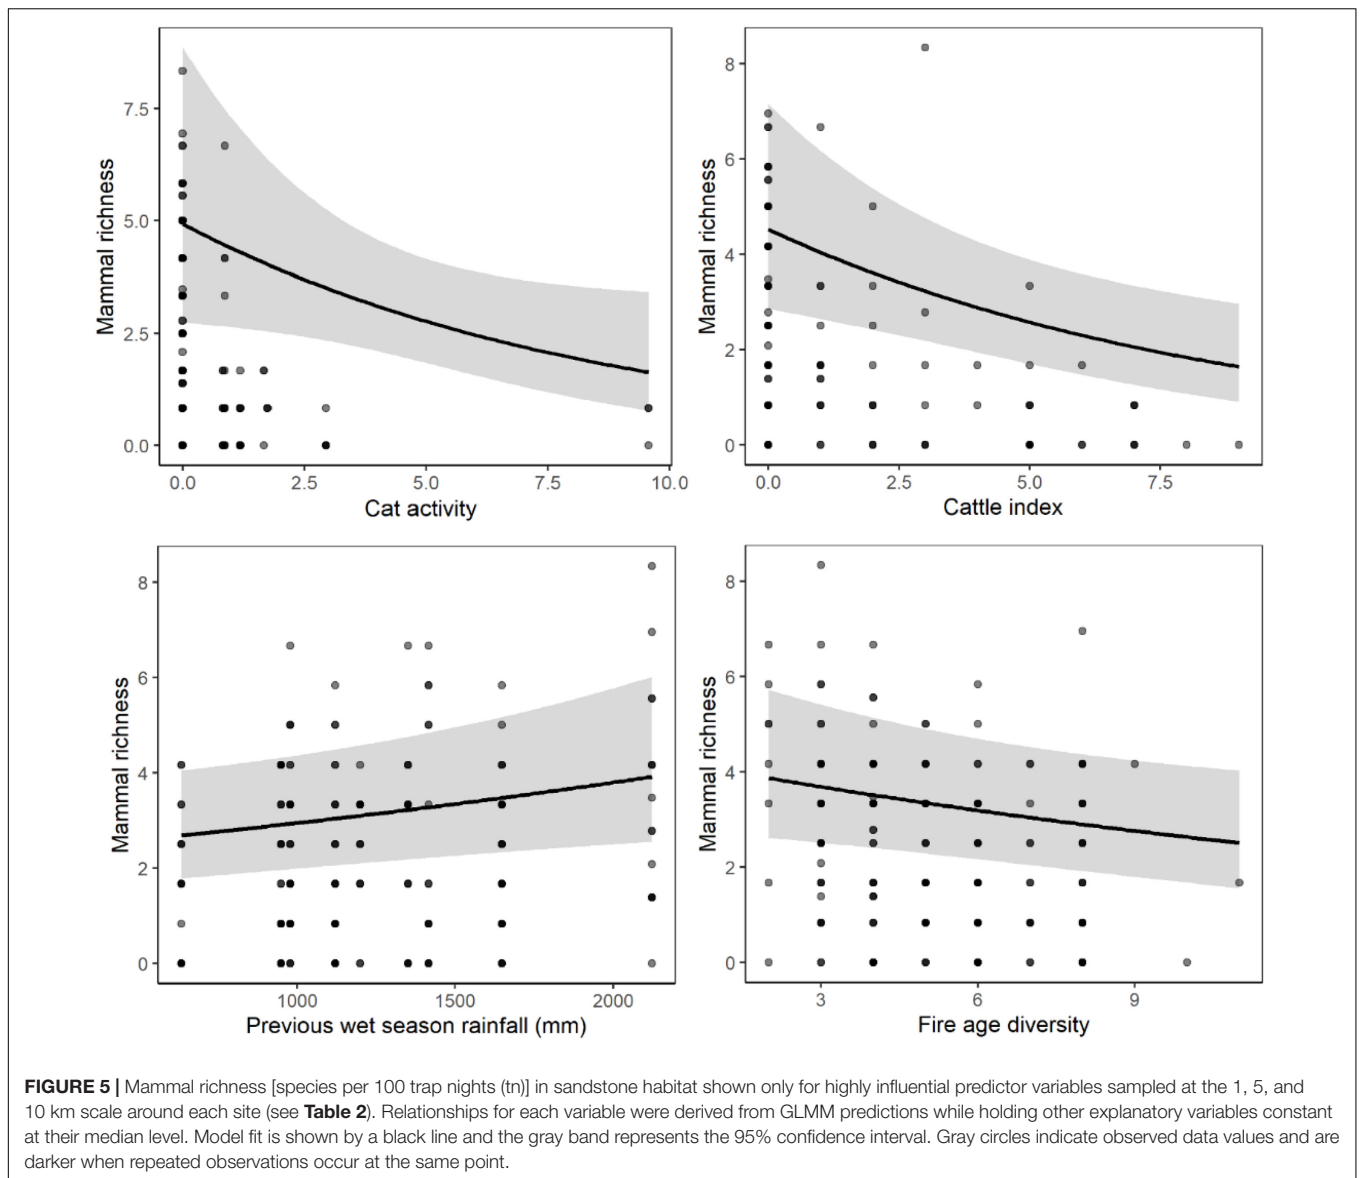 Mammal richness
7.5
5.0
2.5
0.0
0.0 2.5 5.0 7.5 10.0
Cat activity
Mammal richness
8
6
4
2
0
0.0 2.5 5.0 7.5
Cattle index
Mammal richness
8
6
4
2
0
1000 1500 2000
Previous wet season rainfall (mm)
Mammal richness
8
6
4
2
0
3 6 9
Fire age diversity
FIGURE 5 | Mammal richness [species per 100 trap nights (tn)] in sandstone habitat shown only for highly influential predictor variables sampled at the 1, 5, and
10 km scale around each site (see Table 2). Relationships for each variable were derived from GLMM predictions while holding other explanatory variables constant
at their median level. Model fit is shown by a black line and the gray band represents the 95% confidence interval. Gray circles indicate observed data values and are
darker when repeated observations occur at the same point.